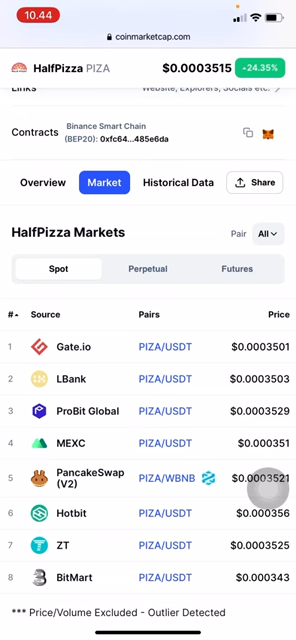 10.44
coinmarketcap.com
HalfPizza PIZA $0.0003515 24.35%
Links Website, Explorers, Socials etc.
Contracts Binance Smart Chain
(BEP20): 0xfc64...485e6da
Overview Market Historical Data Share
HalfPizza Markets Pair All
Spot Perpetual Futures
# Source Pairs Price
1 Gate.io PIZA/USDT $0.0003501
2 LBank PIZA/USDT $0.0003503
3 ProBit Global PIZA/USDT $0.0003529
4 MEXC PIZA/USDT $0.000351
5 PancakeSwap (V2) PIZA/WBNB $0.0003521
6 Hotbit PIZA/USDT $0.000356
7 ZT PIZA/USDT $0.0003525
8 BitMart PIZA/USDT $0.000343
*** Price/Volume Excluded - Outlier Detected